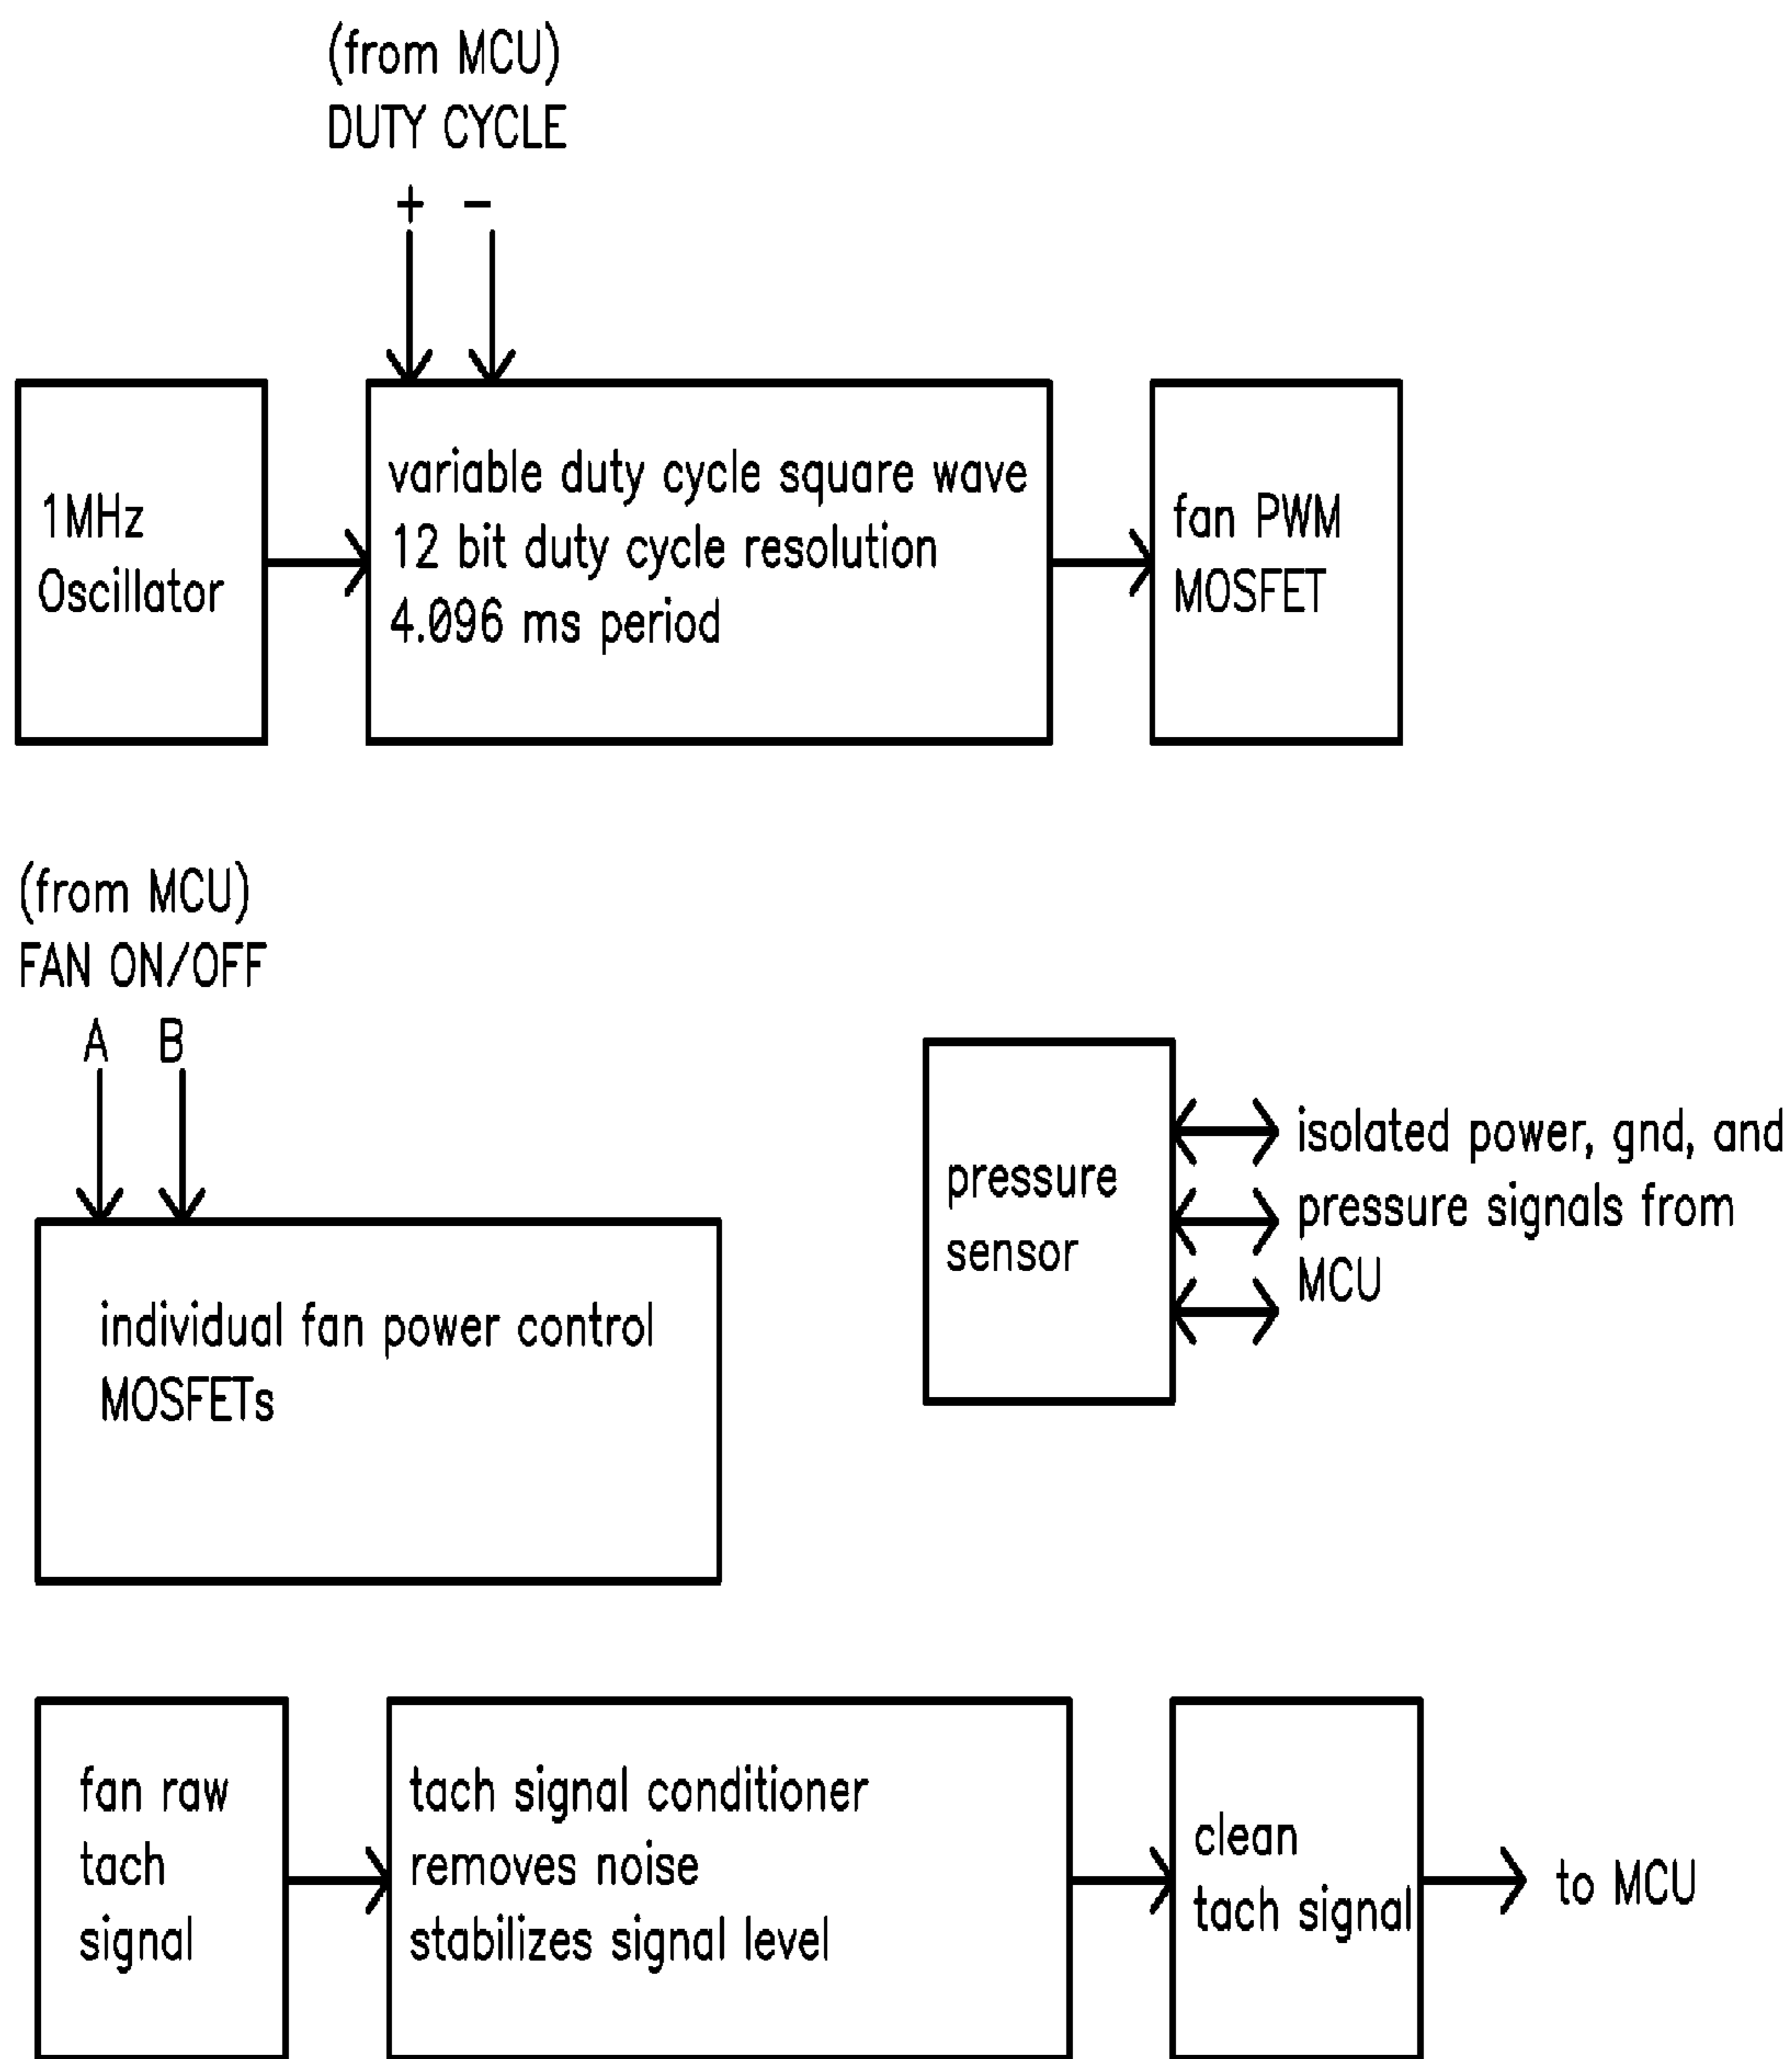 (from MCU)
DUTY CYCLE
+ -
1MHz
Oscillator
variable duty cycle square wave
12 bit duty cycle resolution
4.096 ms period
fan PWM
MOSFET
(from MCU)
FAN ON/OFF
A B
individual fan power control
MOSFETs
pressure
sensor
isolated power, gnd, and
pressure signals from
MCU
fan raw
tach
signal
tach signal conditioner
removes noise
stabilizes signal level
clean
tach signal
to MCU